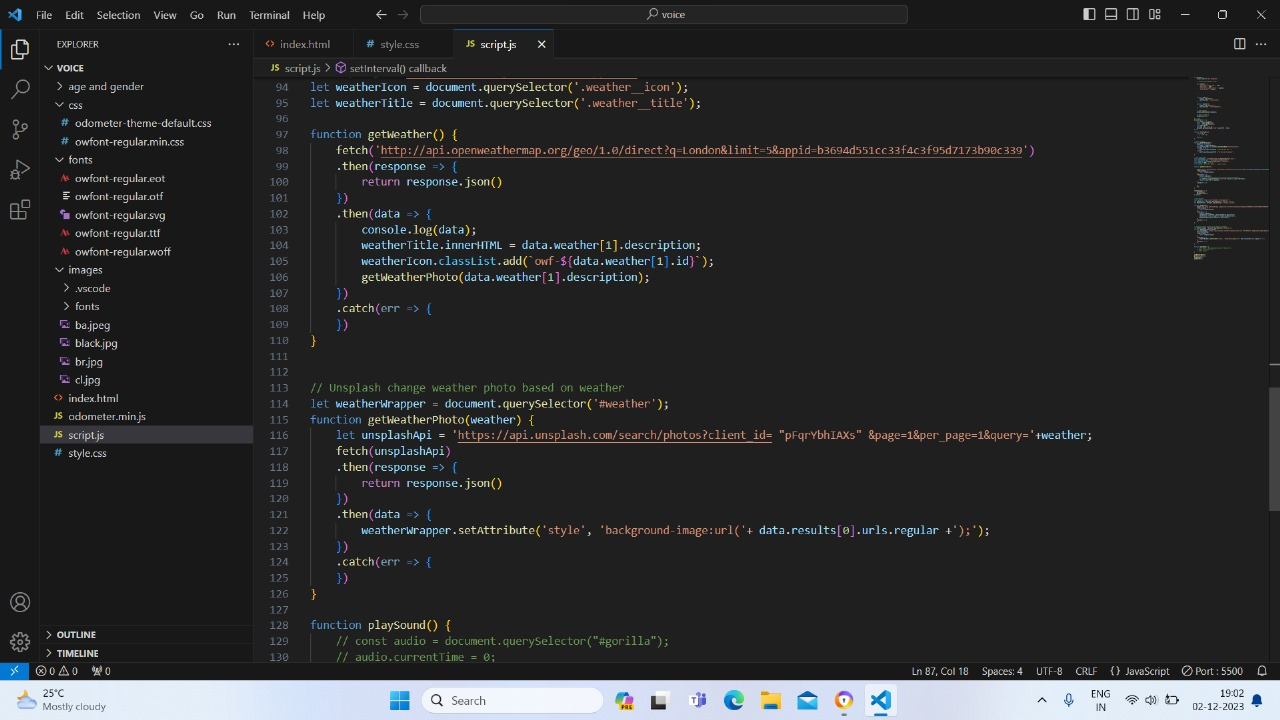 File Edit Selection View Go Run Terminal Help
voice
EXPLORER
index.html
style.css
script.js
script.js > setInterval() callback
VOICE
age and gender
css
odometer-theme-default.css
owfont-regular.min.css
fonts
owfont-regular.eot
owfont-regular.otf
owfont-regular.svg
owfont-regular.ttf
owfont-regular.woff
images
.vscode
fonts
ba.jpeg
black.jpg
br.jpg
cl.jpg
index.html
odometer.min.js
script.js
style.css
OUTLINE
TIMELINE
94 let weatherIcon = document.querySelector('.weather__icon');
95 let weatherTitle = document.querySelector('.weather__title');
96
97 function getWeather() {
98 fetch('http://api.openweathermap.org/geo/1.0/direct?q=London&limit=5&appid=b3694d551cc33f4c3f95d7173b90c339')
99 .then(response => {
100 return response.json()
101 })
102 .then(data => {
103 console.log(data);
104 weatherTitle.innerHTML = data.weather[1].description;
105 weatherIcon.classList.add(`owf-${data.weather[1].id}`);
106 getWeatherPhoto(data.weather[1].description);
107 })
108 .catch(err => {
109 })
110 }
111
112
113 // Unsplash change weather photo based on weather
114 let weatherWrapper = document.querySelector('#weather');
115 function getWeatherPhoto(weather) {
116 let unsplashApi = 'https://api.unsplash.com/search/photos?client_id= "pFqrYbhIAXs" &page=1&per_page=1&query='+weather;
117 fetch(unsplashApi)
118 .then(response => {
119 return response.json()
120 })
121 .then(data => {
122 weatherWrapper.setAttribute('style', 'background-image:url('+ data.results[0].urls.regular +');');
123 })
124 .catch(err => {
125 })
126 }
127
128 function playSound() {
129 // const audio = document.querySelector("#gorilla");
130 // audio.currentTime = 0;
0 0 0
Ln 87, Col 18 Spaces: 4 UTF-8 CRLF {} JavaScript Port : 5500
25°C
Mostly cloudy
Search
ENG
IN
19:02
02-12-2023